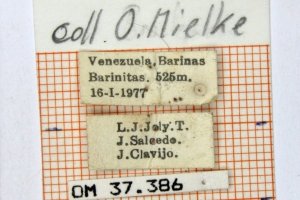 coll. O. Mielke
Venezuela, Barinas
Barinitas. 525m.
16-I-1977
L.J.Joly.T.
J.Salcedo.
J.Clavijo.
OM 37.386